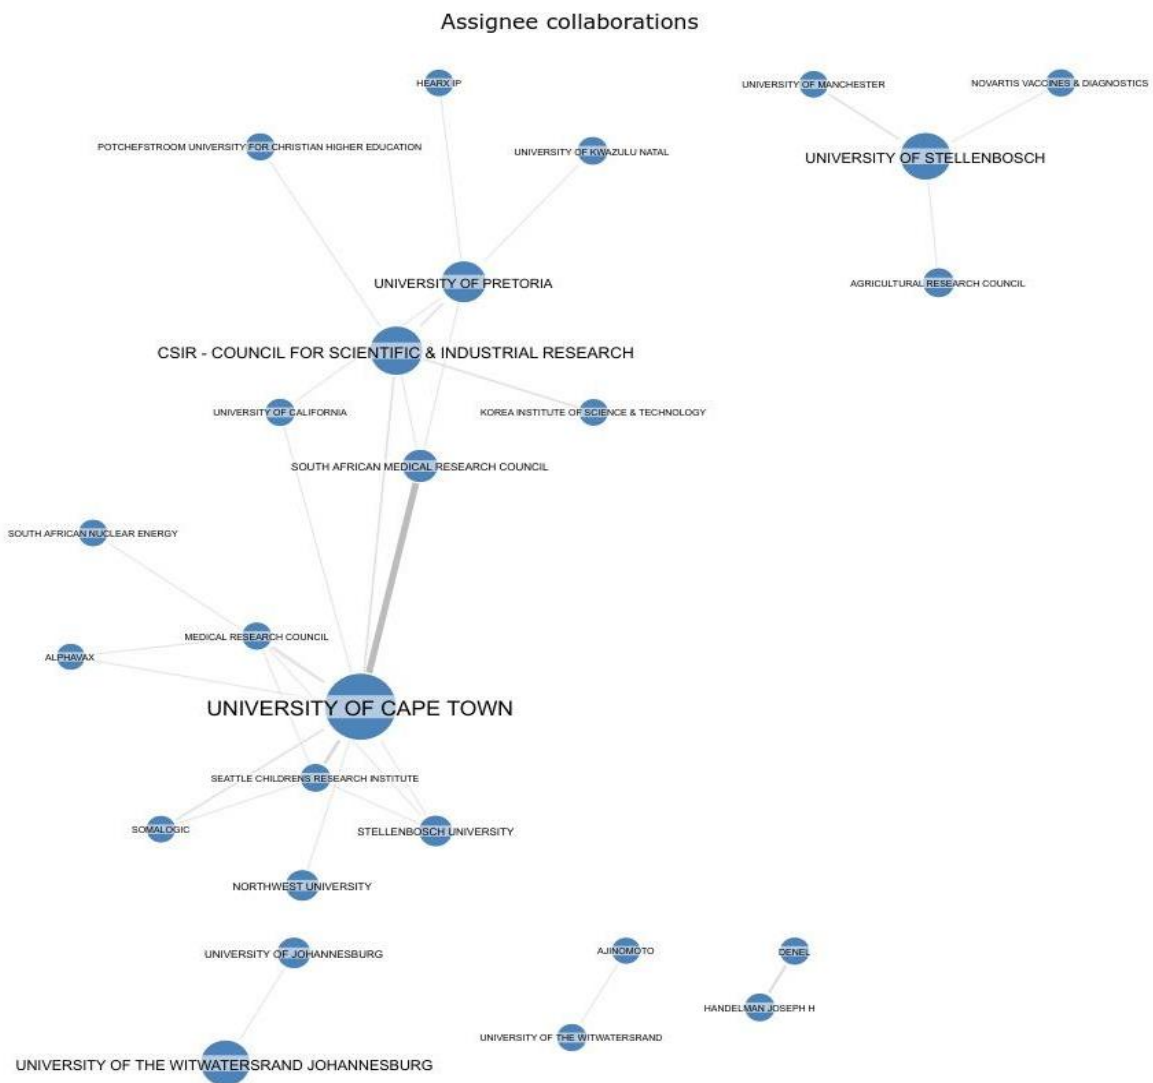 Assignee collaborations
HEARX IP
UNIVERSITY OF MANCHESTER
NOVARTIS VACCINES & DIAGNOSTICS
POTCHEFSTROOM UNIVERSITY FOR CHRISTIAN HIGHER EDUCATION
UNIVERSITY OF KWAZULU NATAL
UNIVERSITY OF STELLENBOSCH
UNIVERSITY OF PRETORIA
AGRICULTURAL RESEARCH COUNCIL
CSIR - COUNCIL FOR SCIENTIFIC & INDUSTRIAL RESEARCH
UNIVERSITY OF CALIFORNIA
KOREA INSTITUTE OF SCIENCE & TECHNOLOGY
SOUTH AFRICAN MEDICAL RESEARCH COUNCIL
SOUTH AFRICAN NUCLEAR ENERGY
MEDICAL RESEARCH COUNCIL
ALPHAVAX
UNIVERSITY OF CAPE TOWN
SEATTLE CHILDRENS RESEARCH INSTITUTE
SOMALOGIC
STELLENBOSCH UNIVERSITY
NORTHWEST UNIVERSITY
UNIVERSITY OF JOHANNESBURG
AJINOMOTO
DENEL
HANDELMAN JOSEPH H
UNIVERSITY OF THE WITWATERSRAND
UNIVERSITY OF THE WITWATERSRAND JOHANNESBURG